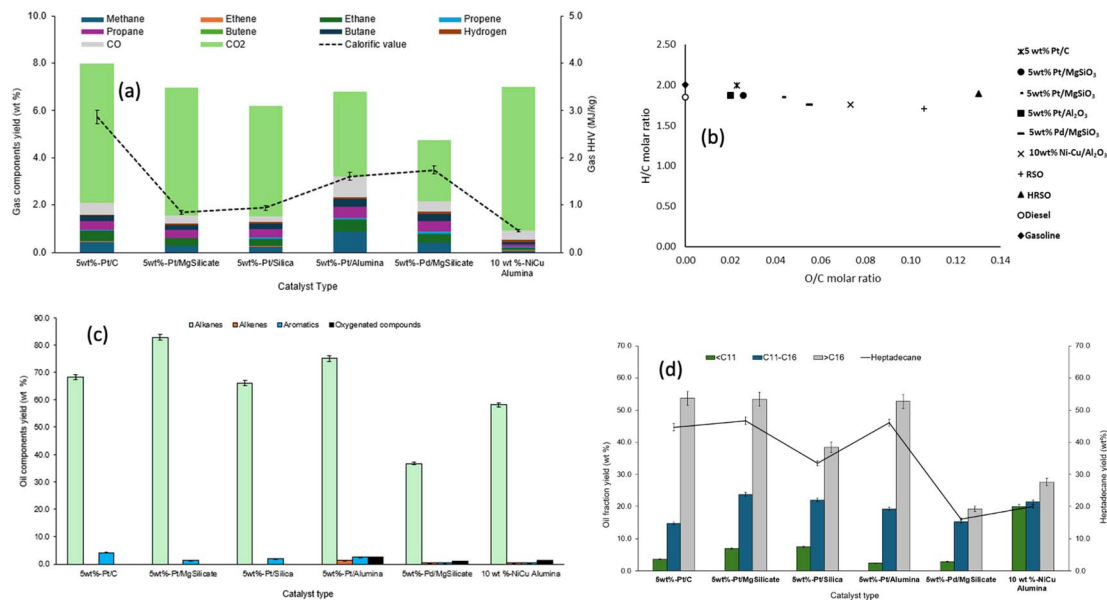 Methane Ethene Ethane Propene
Propane Butene Butane Hydrogen
CO CO2 Calorific value
(a)
Gas components yield (wt %)
10.0
8.0
6.0
4.0
2.0
0.0
Gas HHV (MJ/kg)
5.0
4.0
3.0
2.0
1.0
0.0
5wt%-Pt/C 5wt%-Pt/MgSilicate 5wt%-Pt/Silica 5wt%-Pt/Alumina 5wt%-Pd/MgSilicate 10 wt %-NiCu
Alumina
Catalyst Type
(b)
H/C molar ratio
2.50
2.00
1.50
1.00
0.50
0.00
0.00 0.02 0.04 0.06 0.08 0.10 0.12 0.14
O/C molar ratio
5 wt% Pt/C
5wt% Pt/MgSiO₃
5wt% Pt/MgSiO₃
5wt% Pt/Al₂O₃
5wt% Pd/MgSiO₃
10wt% Ni-Cu/Al₂O₃
RSO
HRSO
Diesel
Gasoline
(c)
Alkanes Alkenes Aromatics Oxygenated compounds
Oil components yield (wt %)
90.0
80.0
70.0
60.0
50.0
40.0
30.0
20.0
10.0
0.0
5wt%-Pt/C 5wt%-Pt/MgSilicate 5wt%-Pt/Silica 5wt%-Pt/Alumina 5wt%-Pd/MgSilicate 10 wt %-NiCu Alumina
Catalyst type
(d)
<C11 C11-C16 >C16 Heptadecane
Oil fraction yield (wt %)
70.0
60.0
50.0
40.0
30.0
20.0
10.0
0.0
Heptadecane yield (wt%)
70.0
60.0
50.0
40.0
30.0
20.0
10.0
0.0
5wt%-Pt/C 5wt%-Pt/MgSilicate 5wt%-Pt/Silica 5wt%-Pt/Alumina 5wt%-Pd/MgSilicate 10 wt %-NiCu
Alumina
Catalyst type